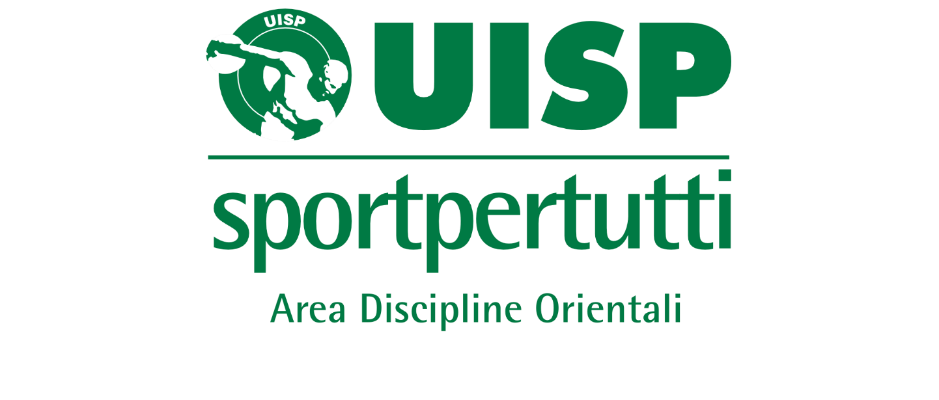 UISP
UISP
sportpertutti
Area Discipline Orientali